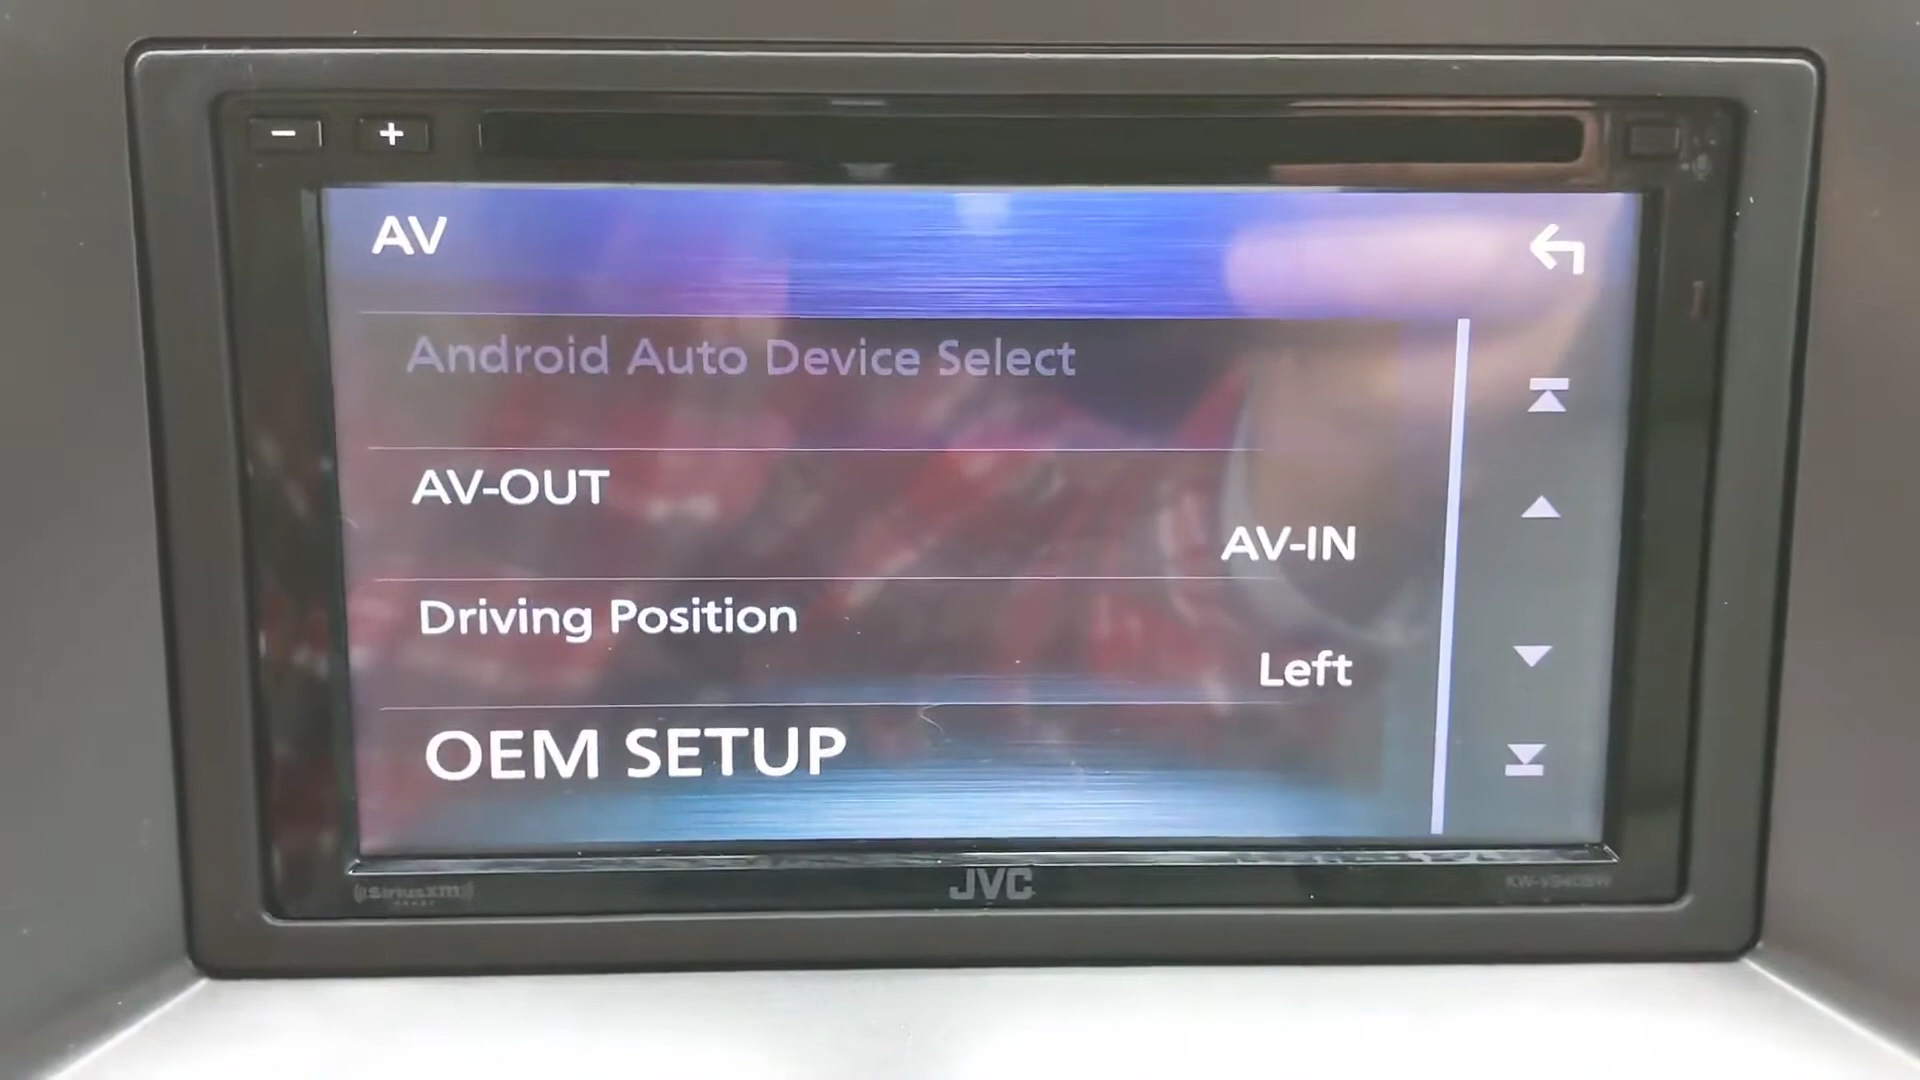 − +
AV
Android Auto Device Select
AV-OUT
AV-IN
Driving Position
Left
OEM SETUP
((SiriusXM))
JVC